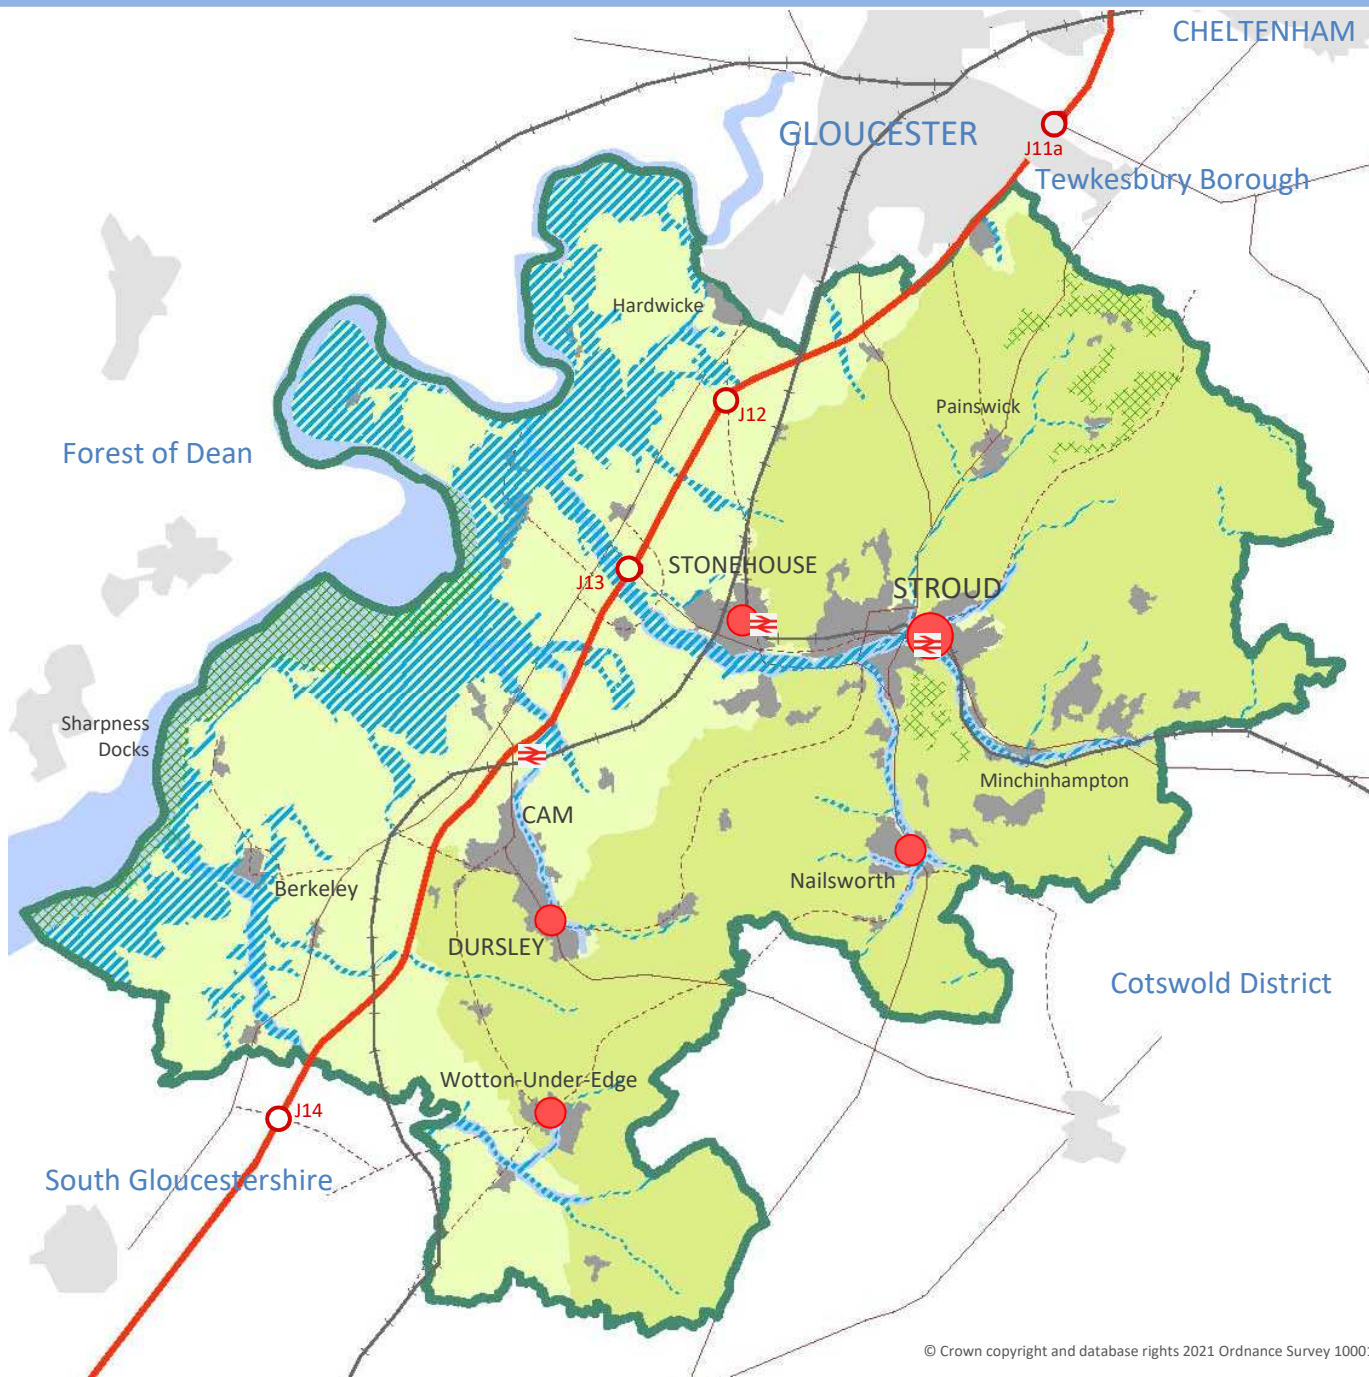 CHELTENHAM
GLOUCESTER
J11a
Tewkesbury Borough
Hardwicke
J12
Painswick
Forest of Dean
STONEHOUSE
J13
STROUD
Sharpness
Docks
Minchinhampton
CAM
Berkeley
Nailsworth
DURSLEY
Cotswold District
Wotton-Under-Edge
J14
South Gloucestershire
© Crown copyright and database rights 2021 Ordnance Survey 10001